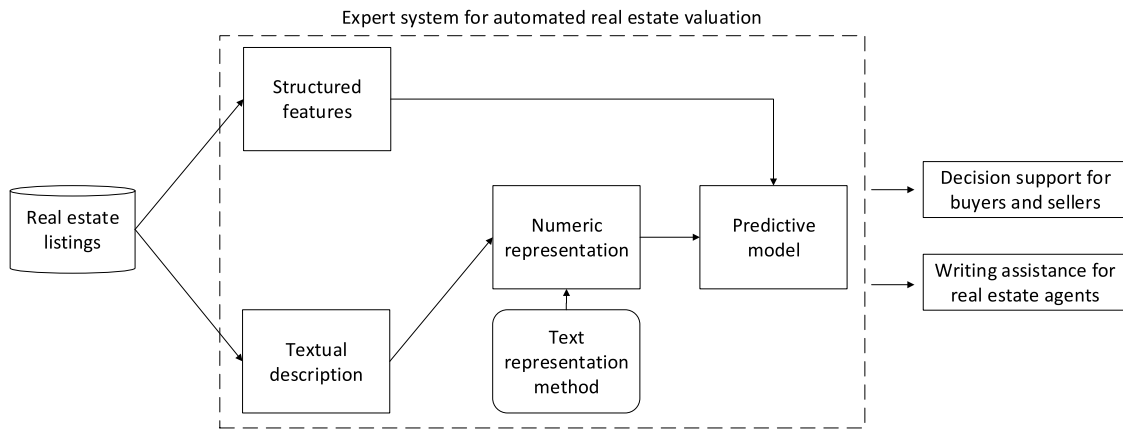 Expert system for automated real estate valuation
Structured
features
Real estate
listings
Numeric
representation
Predictive
model
Decision support for
buyers and sellers
Writing assistance for
real estate agents
Textual
description
Text
representation
method